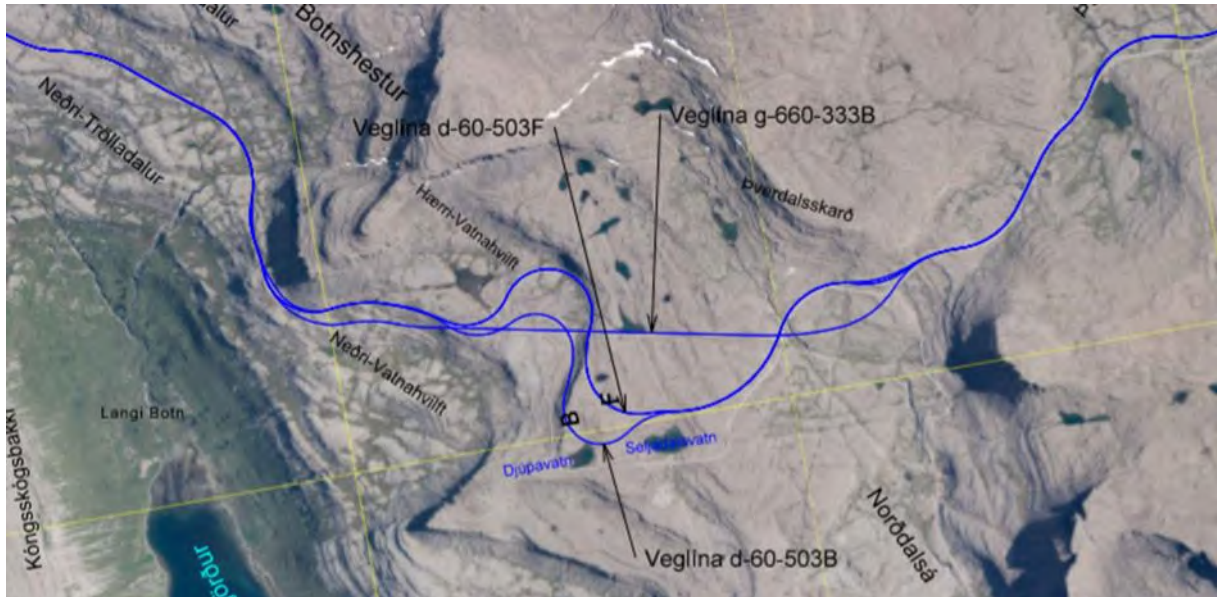 Botnshestur
Neðri-Trölladalur
Veglína d-60-503F
Veglína g-660-333B
Hærri-Vatnahvilft
Þverdalsskarð
Neðri-Vatnahvilft
Langi Botn
Kóngsskógsbakki
B
F
Djúpavatn
Norðdalsá
Veglína d-60-503B